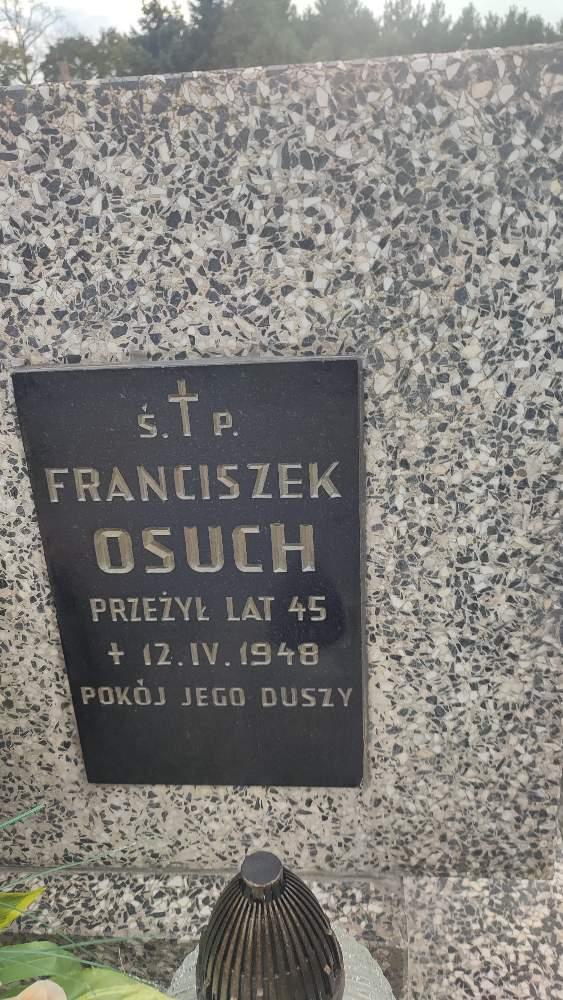 Ś. † P.
FRANCISZEK
OSUCH
PRZEŻYŁ LAT 45
+ 12.IV.1948
POKÓJ JEGO DUSZY